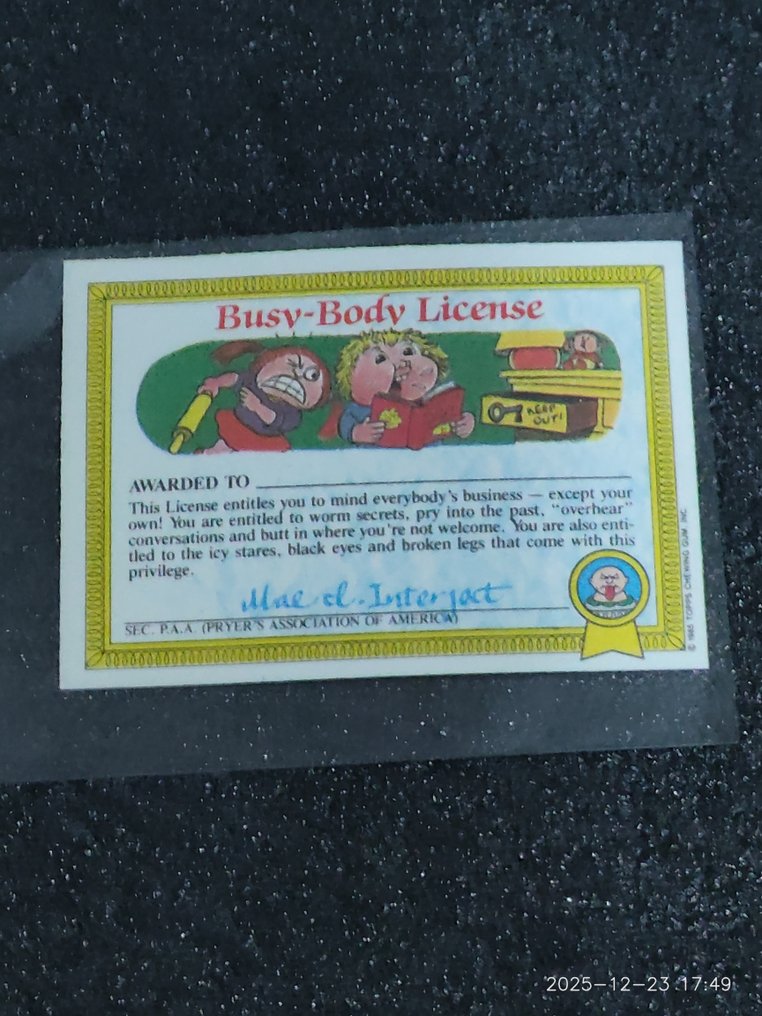 Busy-Body License
KEEP
OUT!
AWARDED TO
This License entitles you to mind everybody's business — except your
own! You are entitled to worm secrets, pry into the past, "overhear"
conversations and butt in where you're not welcome. You are also enti-
tled to the icy stares, black eyes and broken legs that come with this
privilege.
Mae I. Interject
SEC. P.A.A. (PRYER'S ASSOCIATION OF AMERICA)
© 1985 TOPPS CHEWING GUM, INC.
2025-12-23 17:49